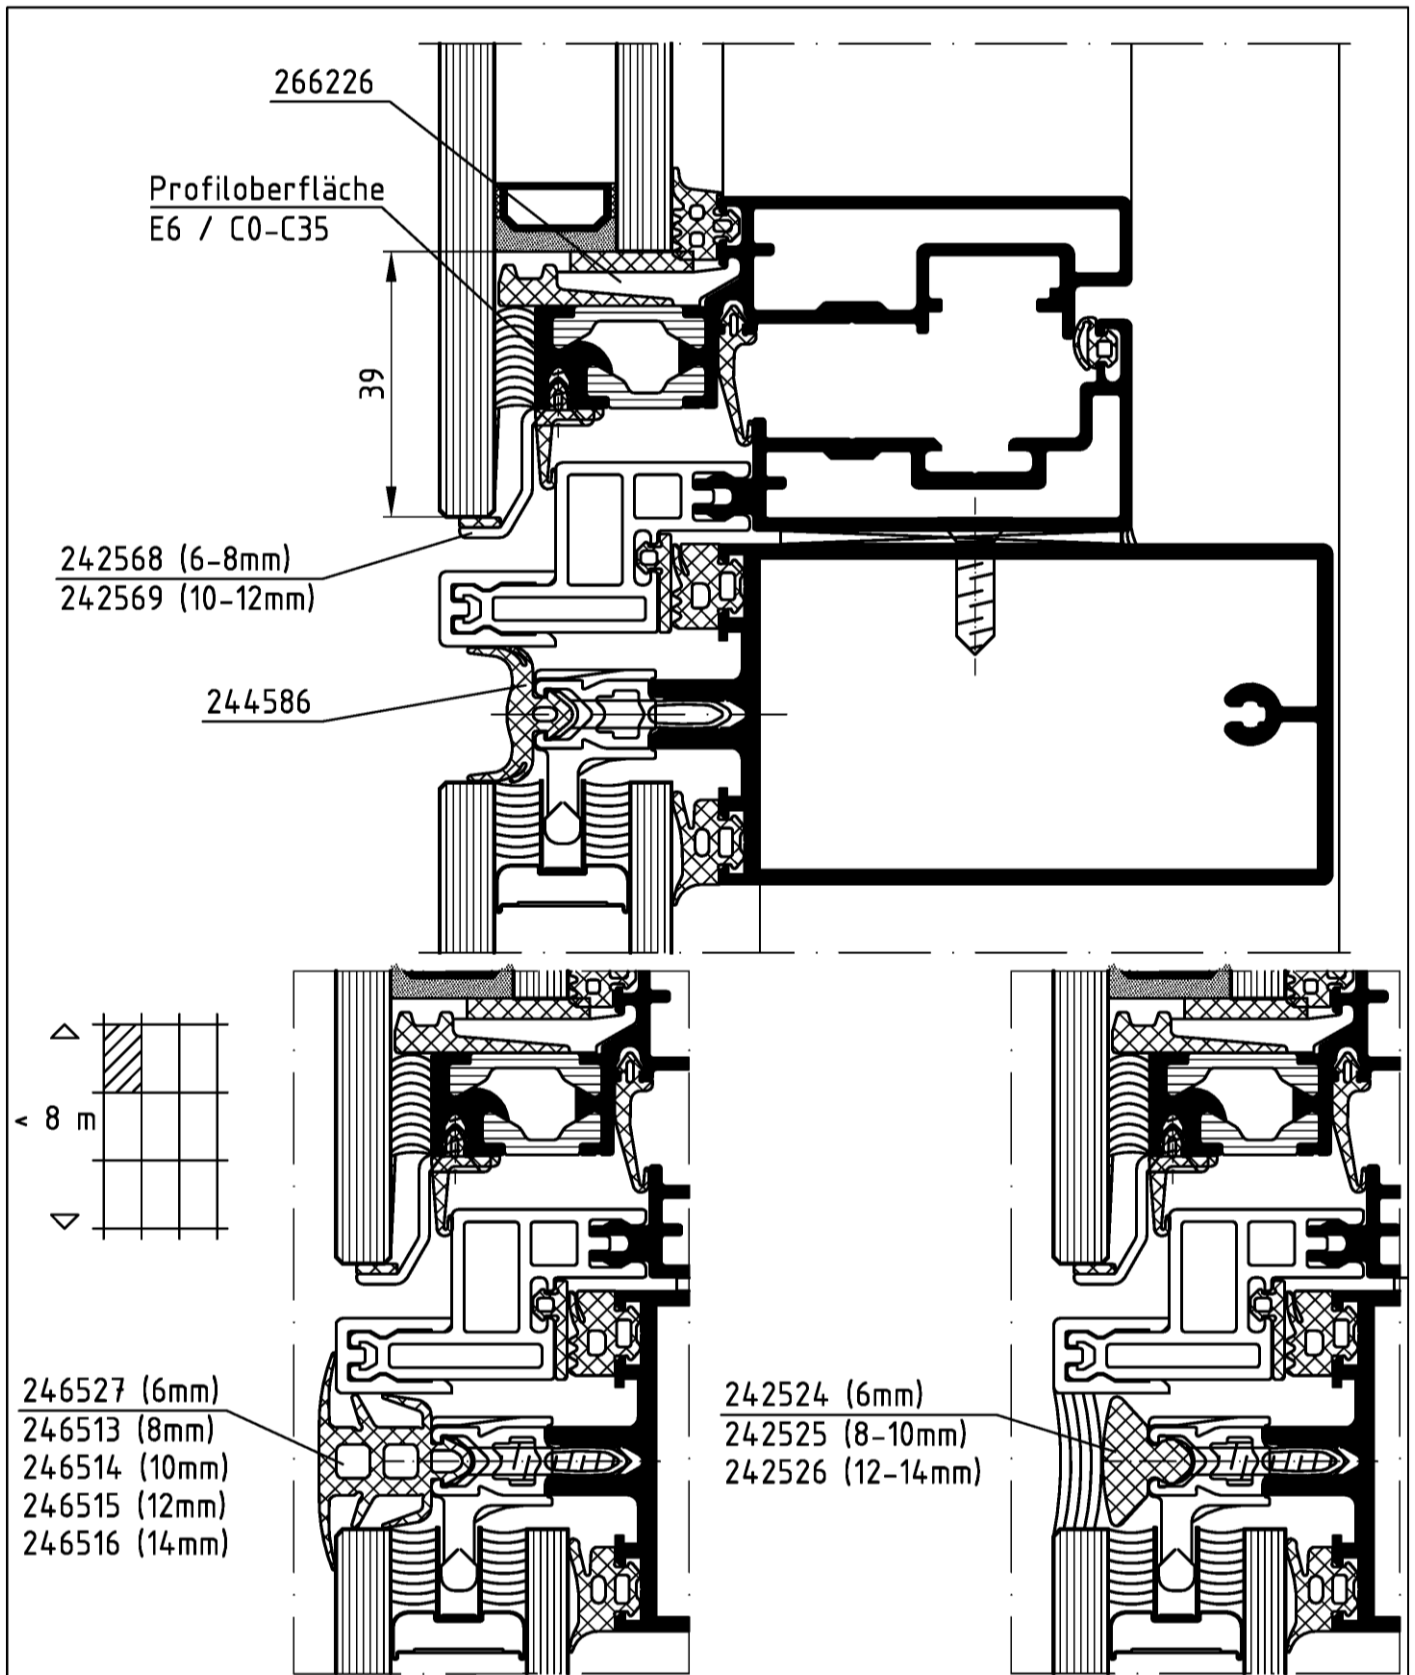 266226
Profiloberfläche
E6 / C0-C35
39
242568 (6-8mm)
242569 (10-12mm)
244586
< 8 m
246527 (6mm)
246513 (8mm)
246514 (10mm)
246515 (12mm)
246516 (14mm)
242524 (6mm)
242525 (8-10mm)
242526 (12-14mm)